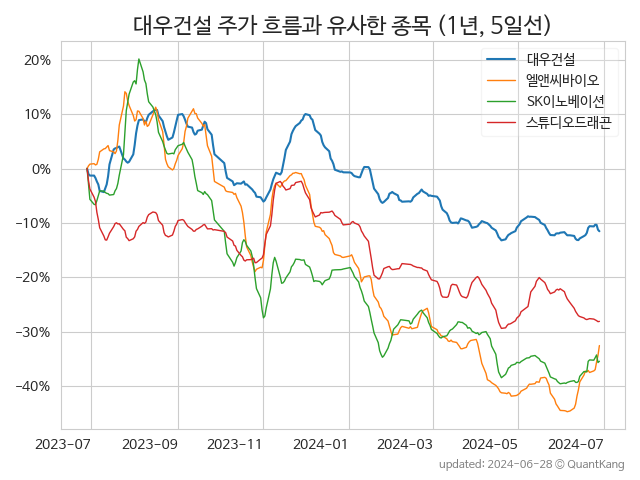 대우건설 주가 흐름과 유사한 종목 (1년, 5일선)
대우건설
엘앤씨바이오
SK이노베이션
스튜디오드래곤
20%
10%
0%
−10%
−20%
−30%
−40%
2023-07 2023-09 2023-11 2024-01 2024-03 2024-05 2024-07
updated: 2024-06-28 © QuantKang